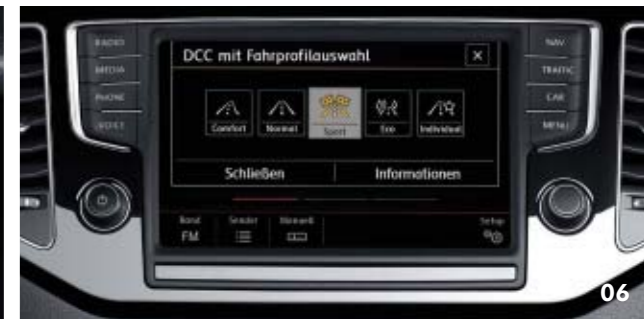 RADIO
NAV
DCC mit Fahrprofilauswahl
MEDIA
TRAFFIC
PHONE
CAR
VOICE
MENU
Comfort Normal Sport Eco Individual
Schließen Informationen
Band Sender Manuell Setup
FM
06